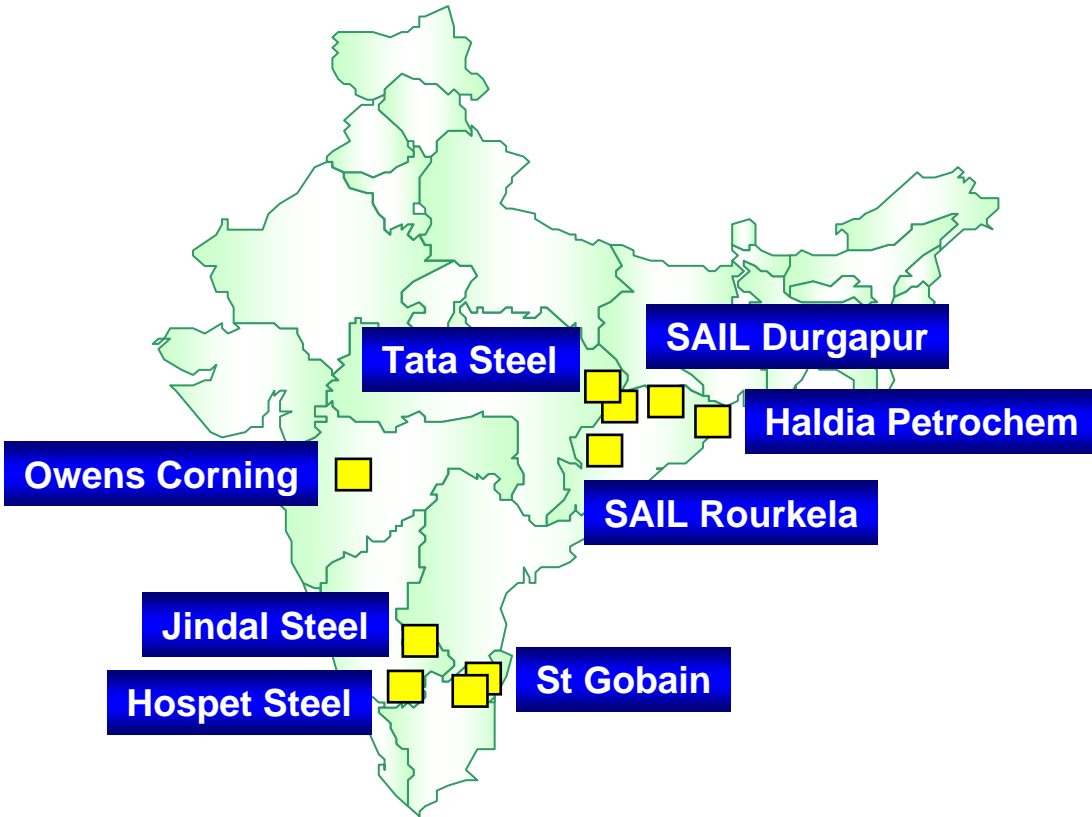 SAIL Durgapur
Tata Steel
Haldia Petrochem
Owens Corning
SAIL Rourkela
Jindal Steel
St Gobain
Hospet Steel